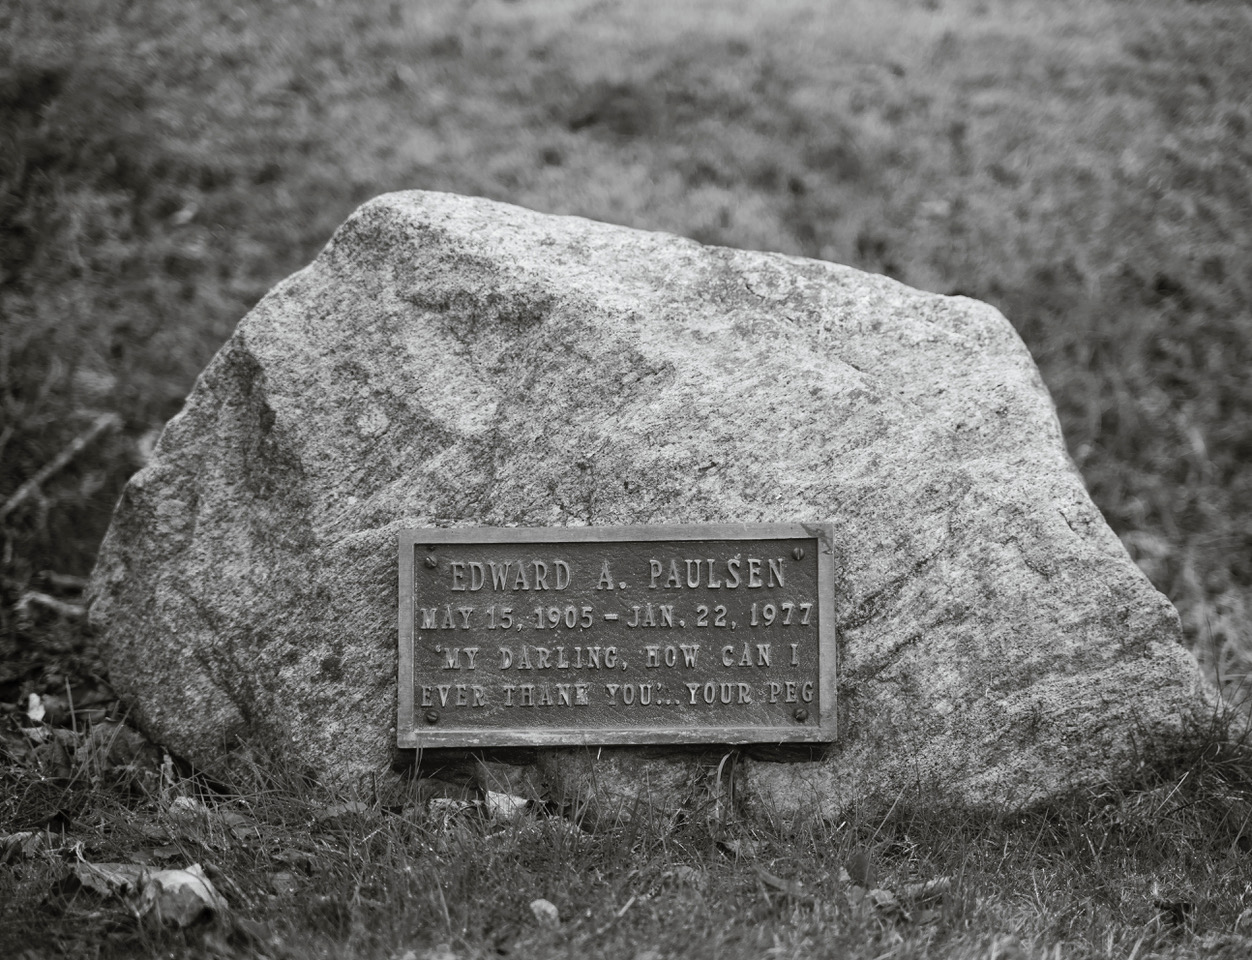 EDWARD A. PAULSEN
MAY 15, 1905 – JAN. 22, 1977
'MY DARLING, HOW CAN I
EVER THANK YOU'... YOUR PEG